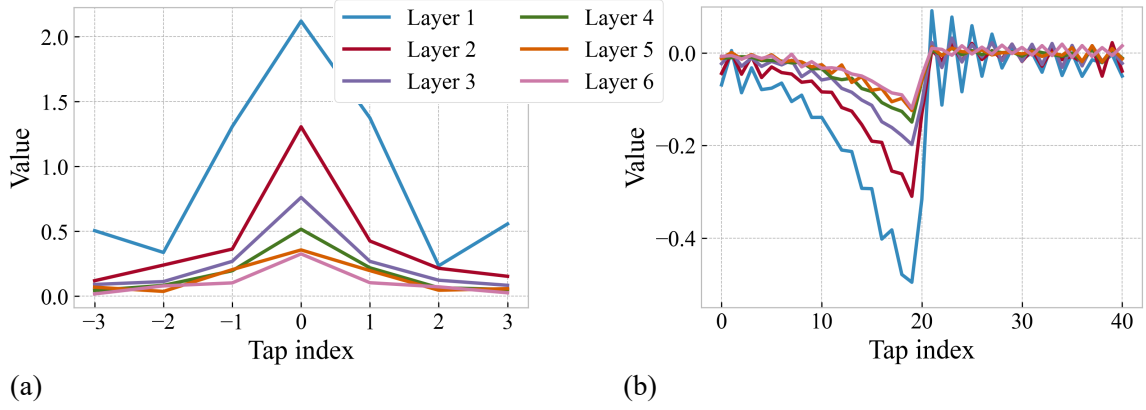 Value
2.0
1.5
1.0
0.5
0.0
−3
−2
−1
0
1
2
3
Tap index
Layer 1
Layer 2
Layer 3
Layer 4
Layer 5
Layer 6
(a)
Value
0.0
−0.2
−0.4
0
10
20
30
40
Tap index
(b)